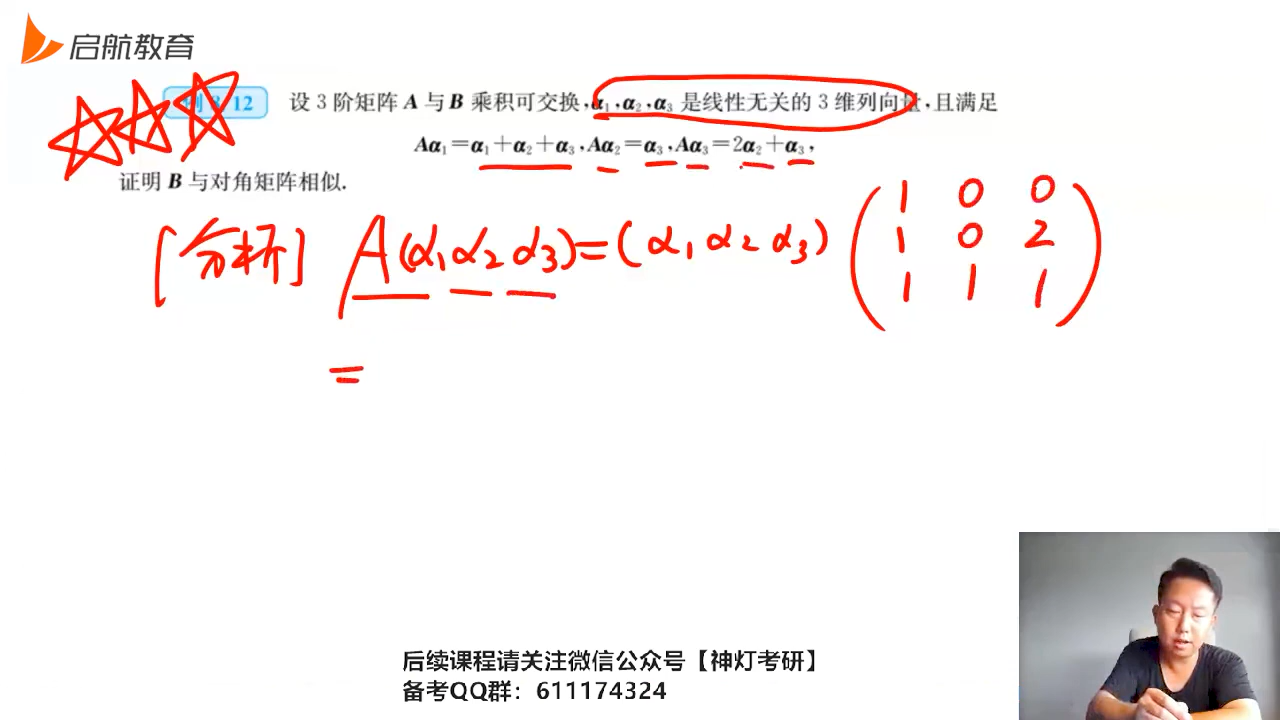 启航教育
12 设 3 阶矩阵 A 与 B 乘积可交换,α₁,α₂,α₃ 是线性无关的 3 维列向量,且满足
Aα₁=α₁+α₂+α₃,Aα₂=α₃,Aα₃=2α₂+α₃,
证明 B 与对角矩阵相似.
[分析] A(α₁ α₂ α₃)=(α₁ α₂ α₃)
1 0 0
1 0 2
1 1 1
=
后续课程请关注微信公众号【神灯考研】
备考QQ群：611174324